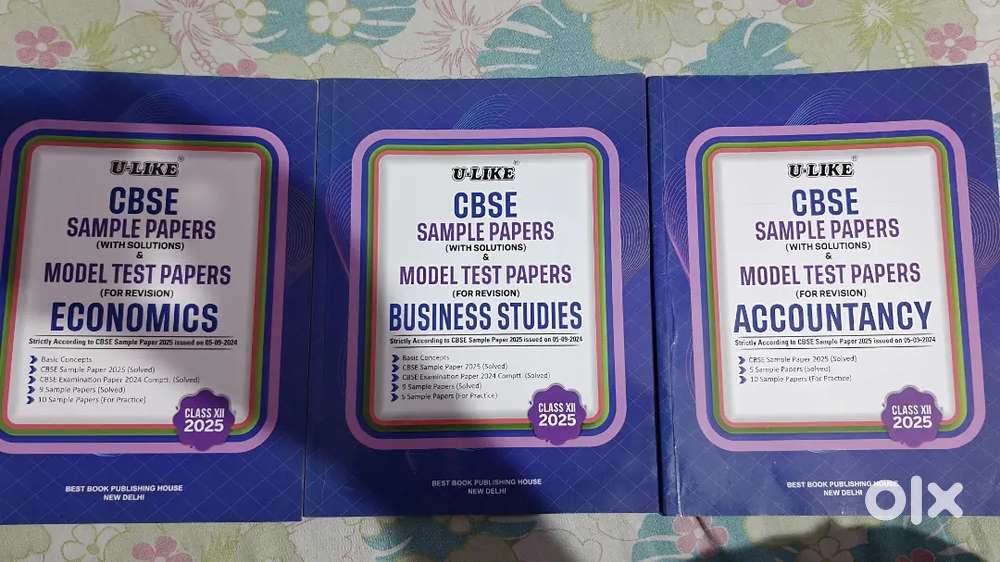 U-LIKE®
CBSE
SAMPLE PAPERS
(WITH SOLUTIONS)
&
MODEL TEST PAPERS
(FOR REVISION)
ECONOMICS
Strictly According to CBSE Sample Paper 2025 issued on 05-09-2024
Basic Concepts
CBSE Sample Paper 2025 (Solved)
CBSE Examination Paper 2024 Comptt. (Solved)
9 Sample Papers (Solved)
10 Sample Papers (For Practice)
CLASS XII
2025
BEST BOOK PUBLISHING HOUSE
NEW DELHI
U-LIKE®
CBSE
SAMPLE PAPERS
(WITH SOLUTIONS)
&
MODEL TEST PAPERS
(FOR REVISION)
BUSINESS STUDIES
Strictly According to CBSE Sample Paper 2025 issued on 05-09-2024
Basic Concepts
CBSE Sample Paper 2025 (Solved)
CBSE Examination Paper 2024 Comptt. (Solved)
9 Sample Papers (Solved)
5 Sample Papers (For Practice)
CLASS XII
2025
BEST BOOK PUBLISHING HOUSE
NEW DELHI
U-LIKE®
CBSE
SAMPLE PAPERS
(WITH SOLUTIONS)
&
MODEL TEST PAPERS
(FOR REVISION)
ACCOUNTANCY
Strictly According to CBSE Sample Paper 2025 issued on 05-09-2024
CBSE Sample Paper 2025 (Solved)
5 Sample Papers (Solved)
10 Sample Papers (For Practice)
CLASS XII
2025
BEST BOOK PUBLISHING HOUSE
NEW DELHI
olx